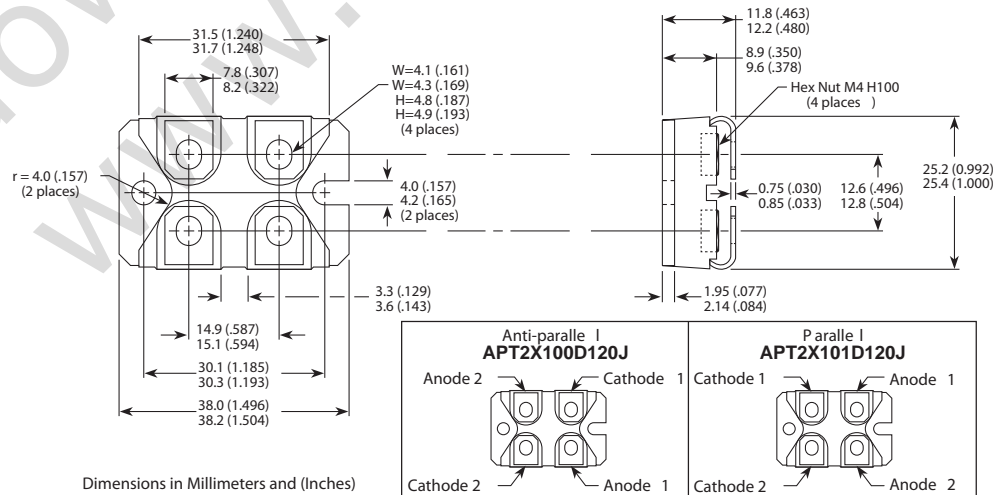 31.5 (1.240)
31.7 (1.248)
7.8 (.307)
8.2 (.322)
W=4.1 (.161)
W=4.3 (.169)
H=4.8 (.187)
H=4.9 (.193)
(4 places)
r = 4.0 (.157)
(2 places)
4.0 (.157)
4.2 (.165)
(2 places)
3.3 (.129)
3.6 (.143)
14.9 (.587)
15.1 (.594)
30.1 (1.185)
30.3 (1.193)
38.0 (1.496)
38.2 (1.504)
11.8 (.463)
12.2 (.480)
8.9 (.350)
9.6 (.378)
Hex Nut M4 H100
(4 places )
0.75 (.030)
0.85 (.033)
12.6 (.496)
12.8 (.504)
25.2 (0.992)
25.4 (1.000)
1.95 (.077)
2.14 (.084)
Anti-paralle l
APT2X100D120J
Anode 2
Cathode 1
Cathode 2
Anode 1
P aralle l
APT2X101D120J
Cathode 1
Anode 1
Cathode 2
Anode 2
Dimensions in Millimeters and (Inches)
www.